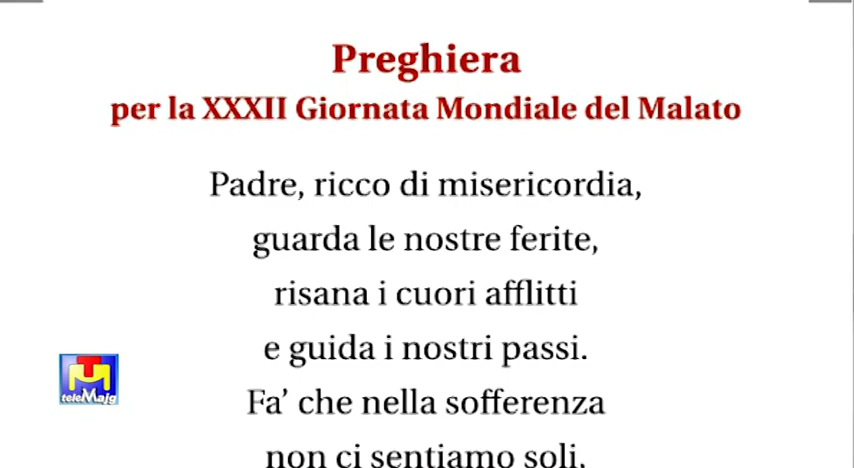 Preghiera
per la XXXII Giornata Mondiale del Malato
Padre, ricco di misericordia,
guarda le nostre ferite,
risana i cuori afflitti
e guida i nostri passi.
Fa’ che nella sofferenza
non ci sentiamo soli,
teleMajg